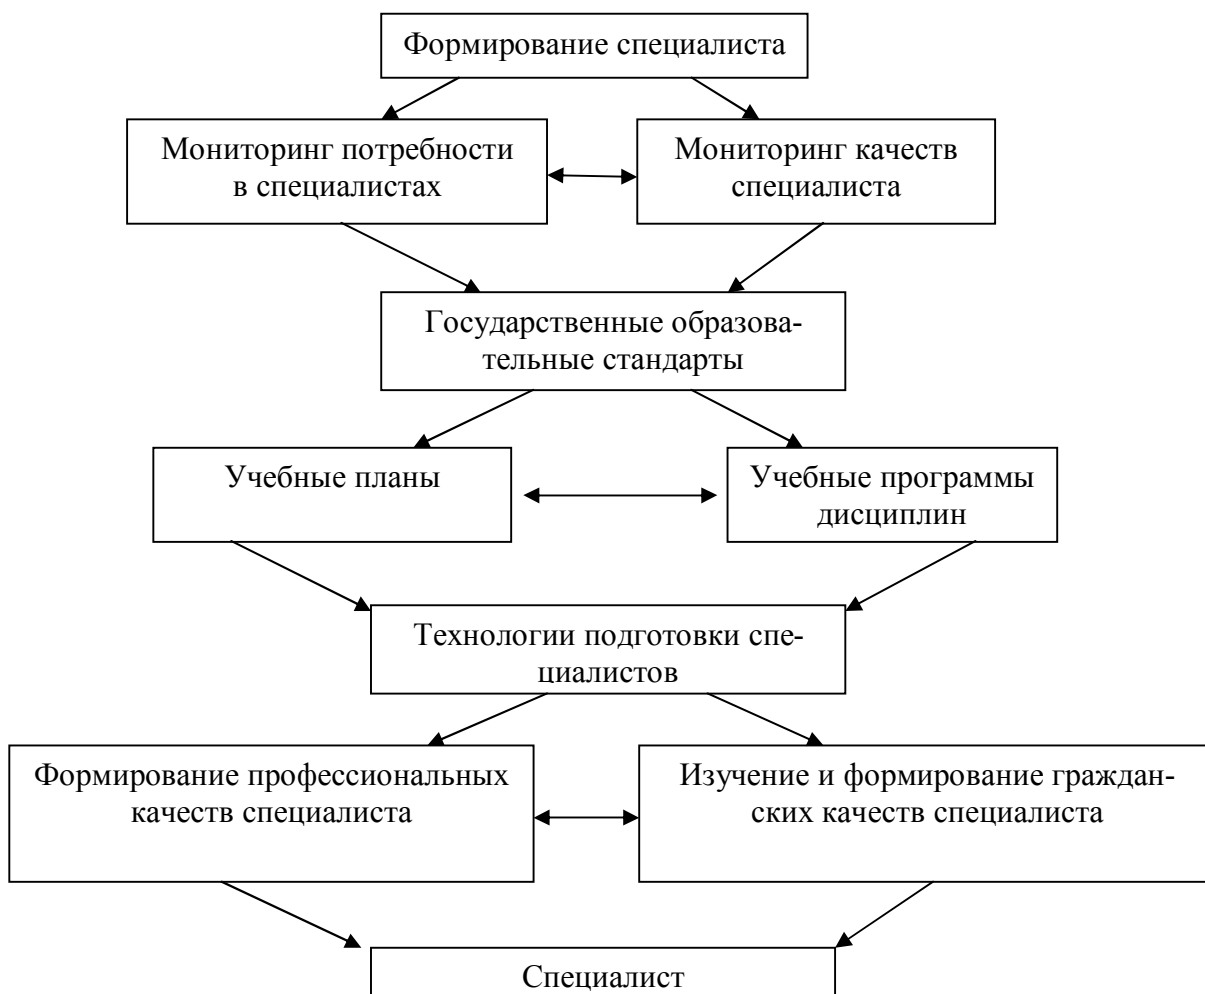 Формирование специалиста
Мониторинг потребности
в специалистах
Мониторинг качеств
специалиста
Государственные образова-
тельные стандарты
Учебные планы
Учебные программы
дисциплин
Технологии подготовки спе-
циалистов
Формирование профессиональных
качеств специалиста
Изучение и формирование граждан-
ских качеств специалиста
Специалист